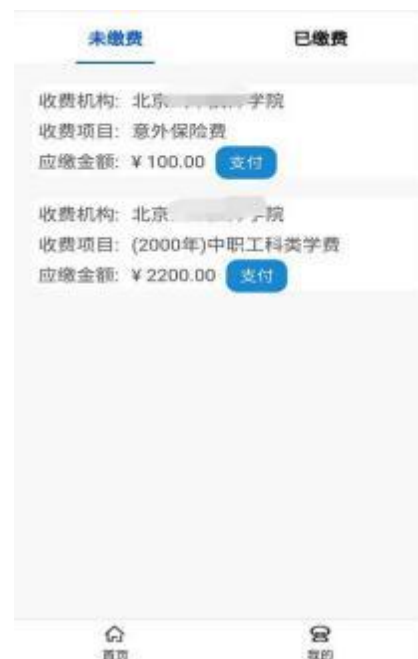 未缴费
已缴费
收费机构: 北京 学院
收费项目: 意外保险费
应缴金额: ¥ 100.00 支付
收费机构: 北京 院
收费项目: (2000年)中职工科类学费
应缴金额: ¥ 2200.00 支付
首页
我的